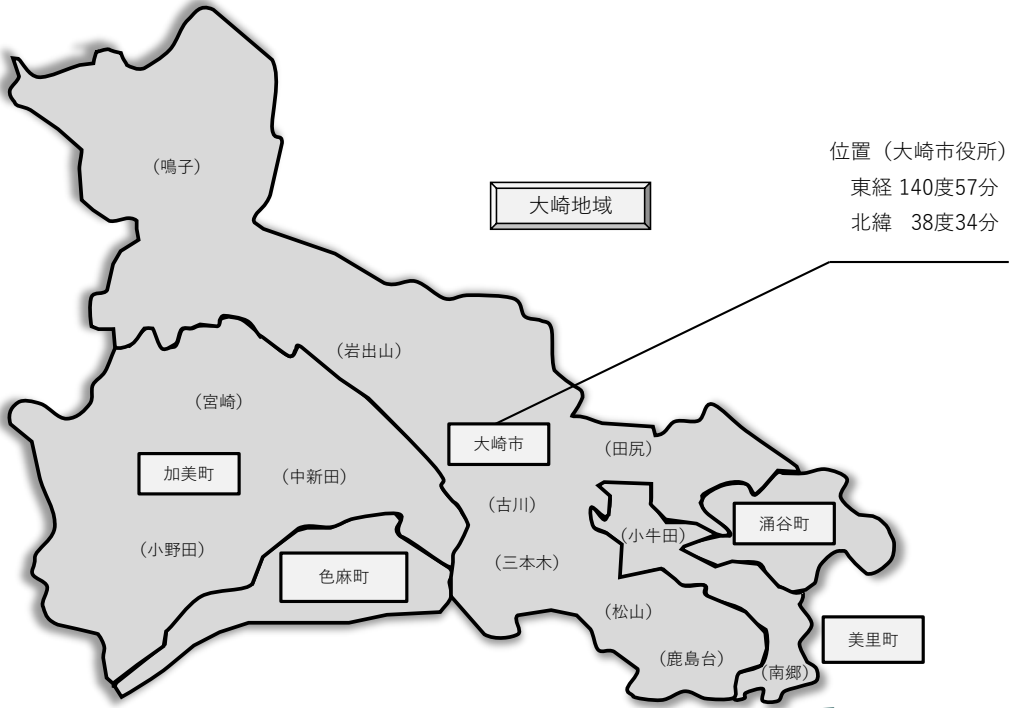 （鳴子）
大崎地域
位置（大崎市役所）
東経 140度57分
北緯　38度34分
（岩出山）
（宮崎）
大崎市
（田尻）
加美町
（中新田）
（古川）
涌谷町
（小牛田）
（小野田）
（三本木）
色麻町
（松山）
美里町
（鹿島台）
（南郷）